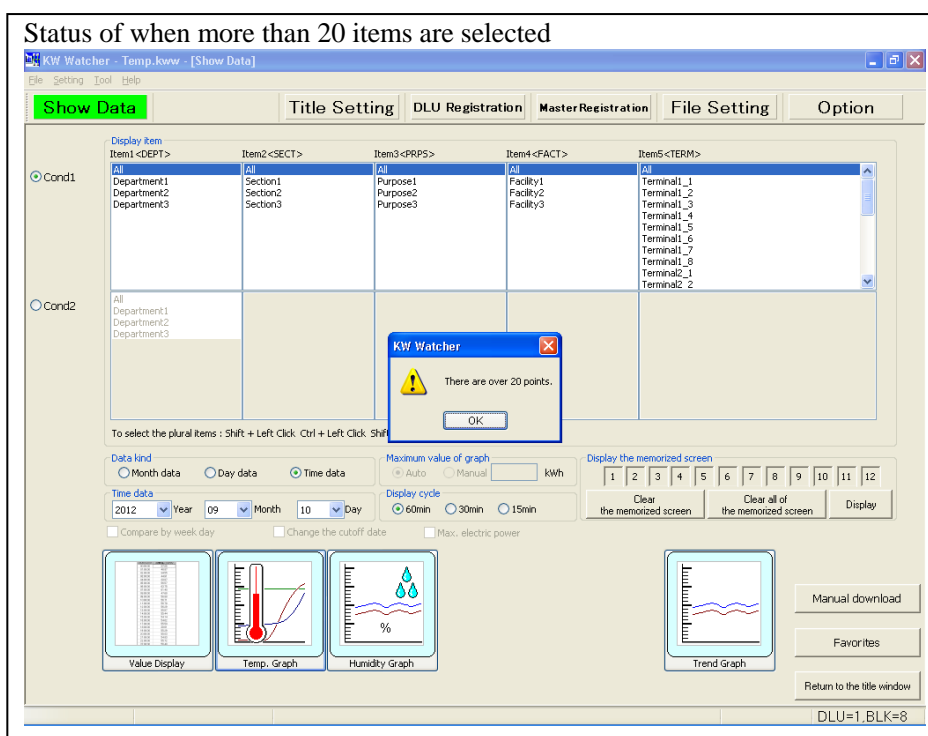 Status of when more than 20 items are selected
KW Watcher - Temp.kww - [Show Data]
File Setting Tool Help
Show Data Title Setting DLU Registration MasterRegistration File Setting Option
Display item
Item1<DEPT> Item2<SECT> Item3<PRPS> Item4<FACT> Item5<TERM>
Cond1
All All All All All
Department1 Section1 Purpose1 Facility1 Terminal1_1
Department2 Section2 Purpose2 Facility2 Terminal1_2
Department3 Section3 Purpose3 Facility3 Terminal1_3
Terminal1_4
Terminal1_5
Terminal1_6
Terminal1_7
Terminal1_8
Terminal2_1
Terminal2_2
Cond2
All
Department1
Department2
Department3
KW Watcher
There are over 20 points.
OK
To select the plural items : Shift + Left Click Ctrl + Left Click Shif
Data kind Maximum value of graph Display the memorized screen
Month data Day data Time data Auto Manual kWh 1 2 3 4 5 6 7 8 9 10 11 12
Time data Display cycle
2012 Year 09 Month 10 Day 60min 30min 15min
Clear the memorized screen Clear all of the memorized screen Display
Compare by week day Change the cutoff date Max. electric power
%
Value Display Temp. Graph Humidity Graph Trend Graph
Manual download
Favorites
Return to the title window
DLU=1,BLK=8